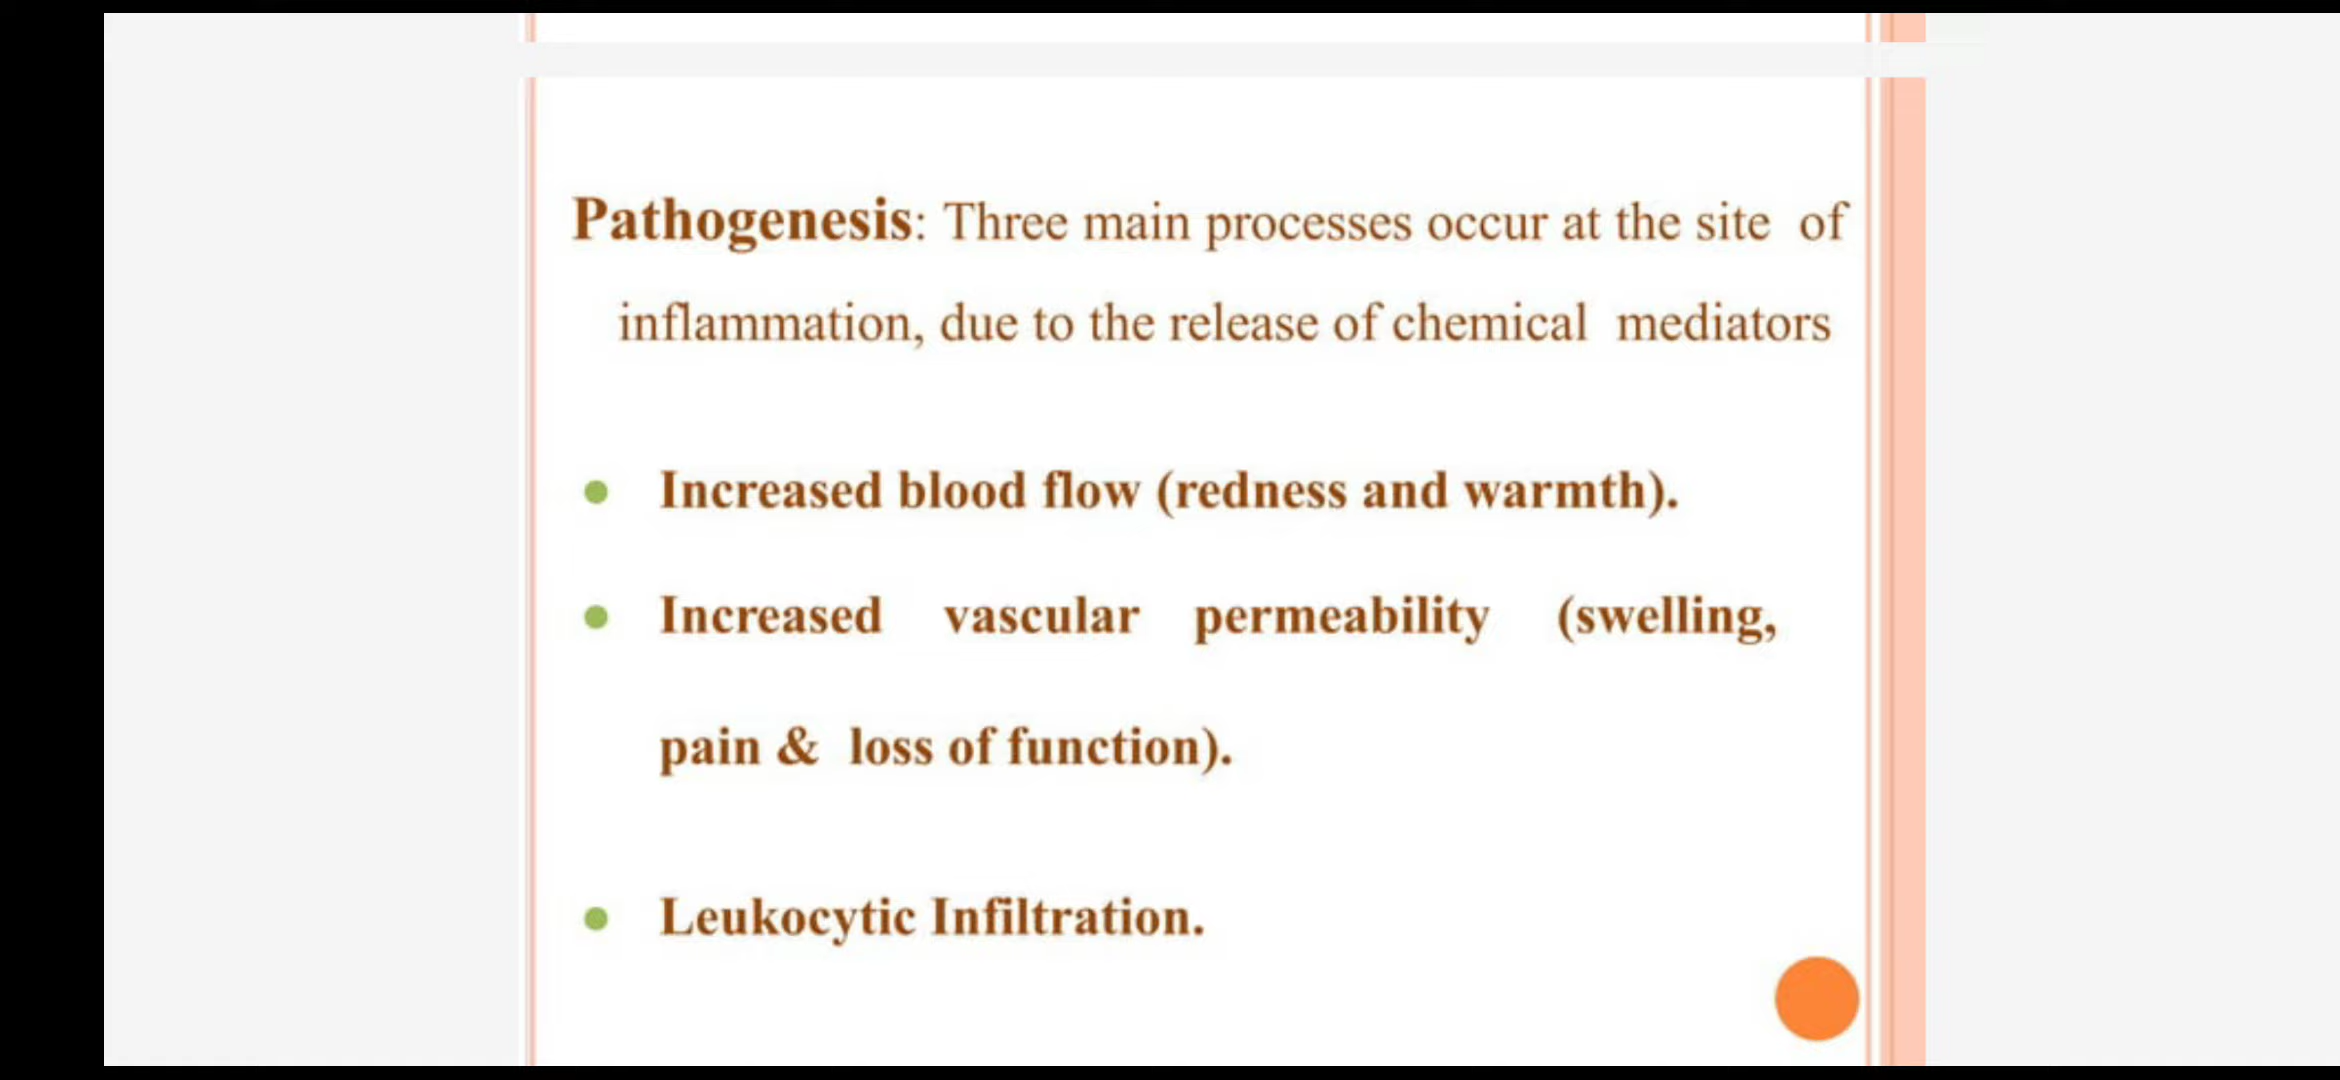 Pathogenesis: Three main processes occur at the site of
inflammation, due to the release of chemical mediators
Increased blood flow (redness and warmth).
Increased vascular permeability (swelling,
pain & loss of function).
Leukocytic Infiltration.